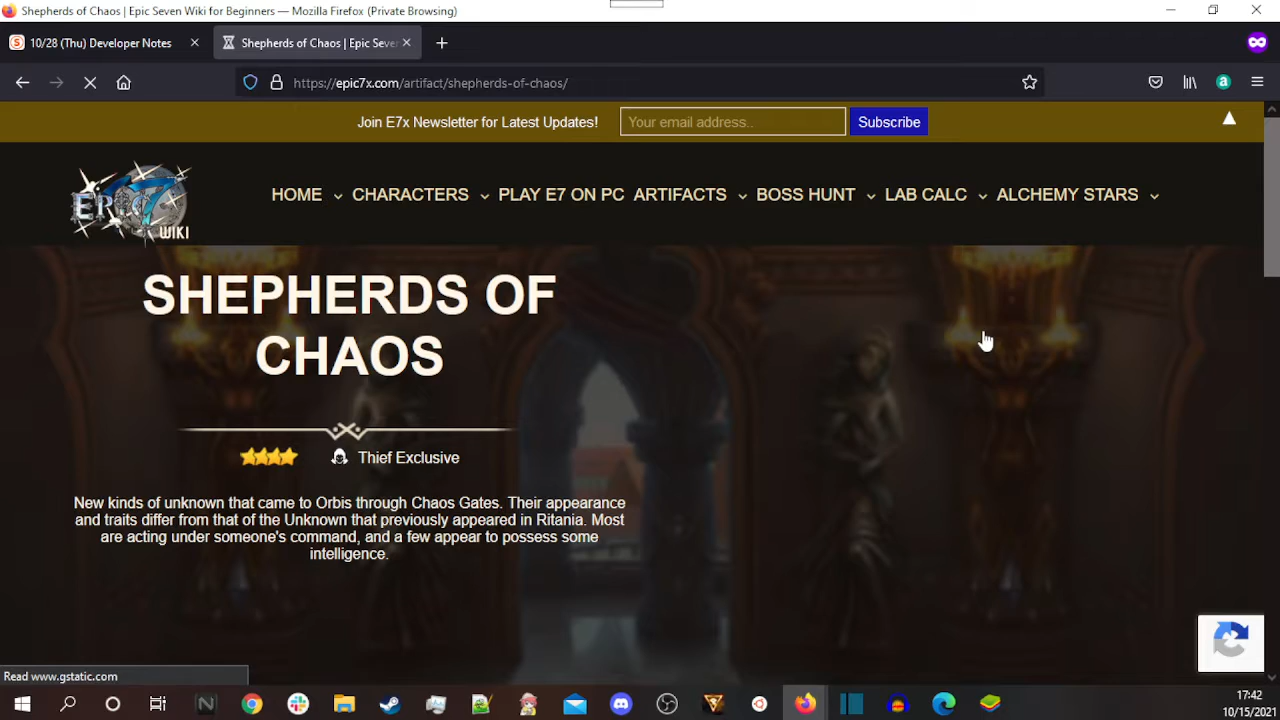 Shepherds of Chaos | Epic Seven Wiki for Beginners — Mozilla Firefox (Private Browsing)
10/28 (Thu) Developer Notes
Shepherds of Chaos | Epic Seve
https://epic7x.com/artifact/shepherds-of-chaos/
Join E7x Newsletter for Latest Updates!
Your email address..
Subscribe
EPIC 7
WIKI
HOME
CHARACTERS
PLAY E7 ON PC
ARTIFACTS
BOSS HUNT
LAB CALC
ALCHEMY STARS
SHEPHERDS OF
CHAOS
Thief Exclusive
New kinds of unknown that came to Orbis through Chaos Gates. Their appearance
and traits differ from that of the Unknown that previously appeared in Ritania. Most
are acting under someone's command, and a few appear to possess some
intelligence.
Read www.gstatic.com
17:42
10/15/2021